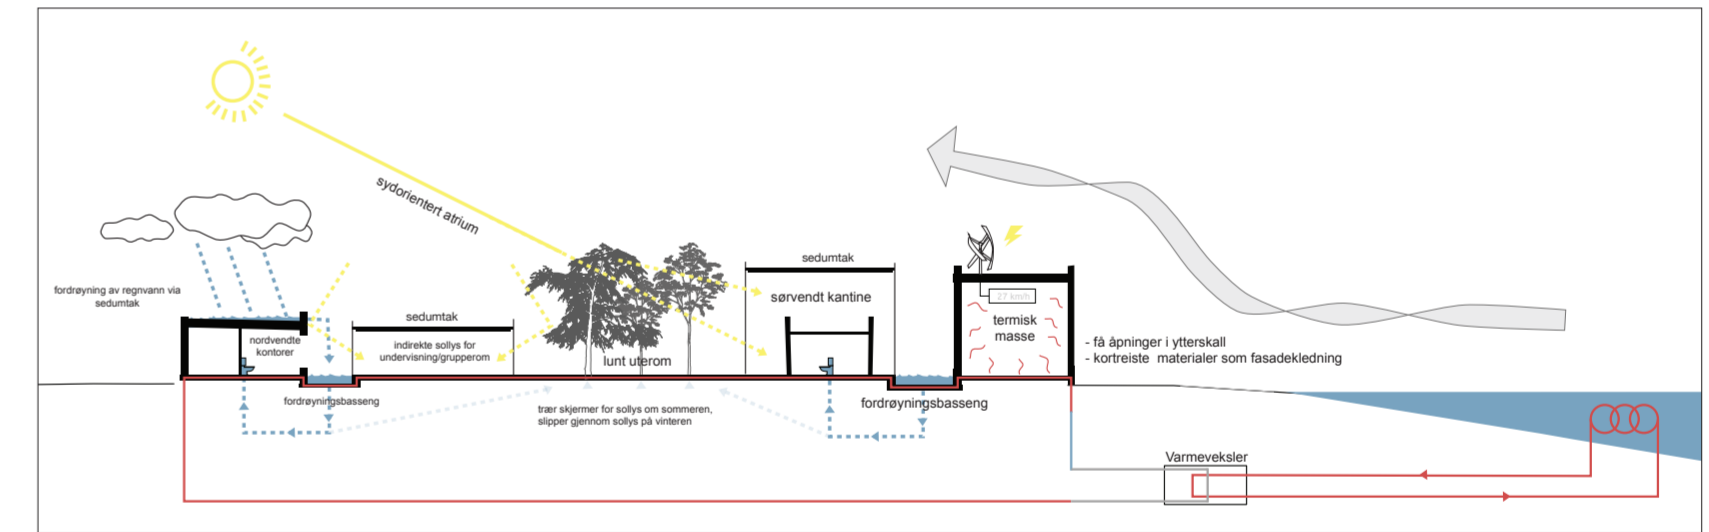 sydorientert atrium
fordrøyning av regnvann via
sedumtak
nordvendte
kontorer
sedumtak
indirekte sollys for
undervisning/grupperom
lunt uterom
sedumtak
sørvendt kantine
27 km/h
termisk
masse
- få åpninger i ytterskall
- kortreiste materialer som fasadekledning
fordrøyningsbasseng
trær skjermer for sollys om sommeren,
slipper gjennom sollys på vinteren
fordrøyningsbasseng
Varmeveksler